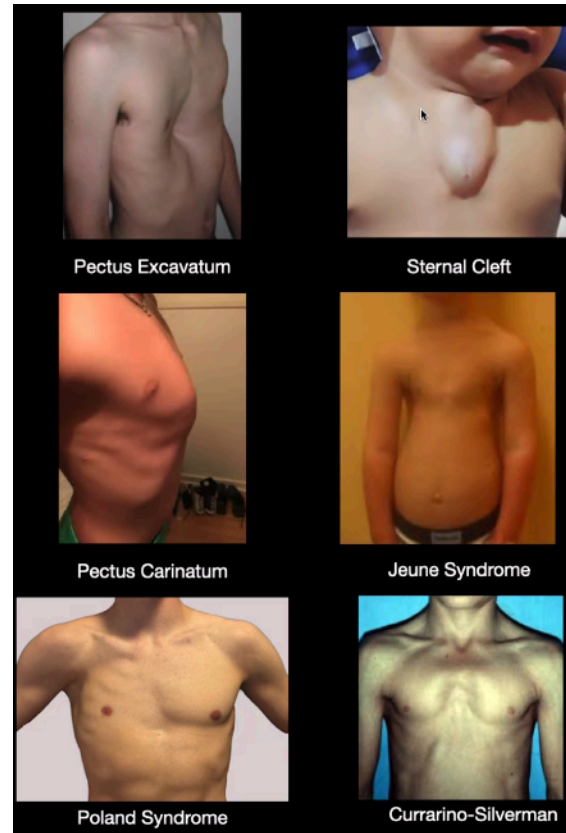 Pectus Excavatum
Sternal Cleft
Pectus Carinatum
Jeune Syndrome
Poland Syndrome
Currarino-Silverman